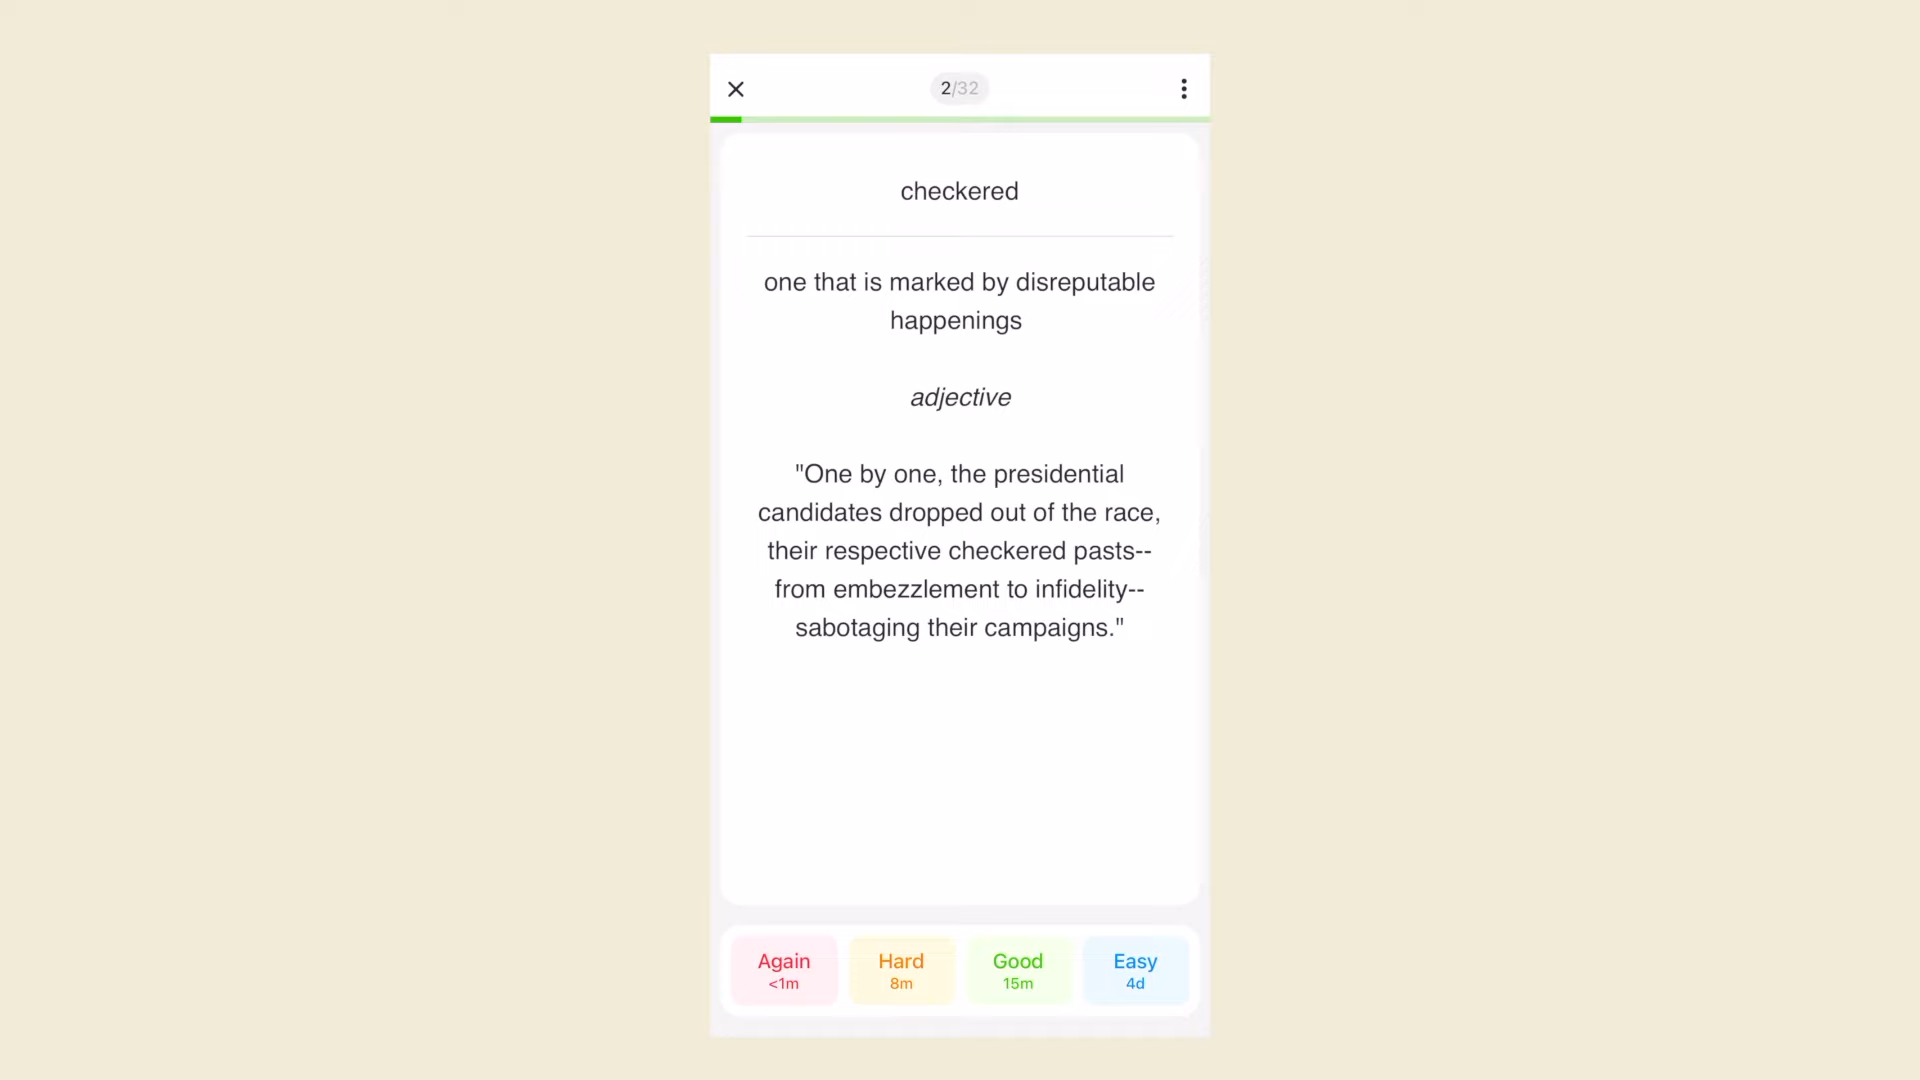 2/32
checkered
one that is marked by disreputable
happenings
adjective
"One by one, the presidential
candidates dropped out of the race,
their respective checkered pasts--
from embezzlement to infidelity--
sabotaging their campaigns."
Again Hard Good Easy
<1m 8m 15m 4d